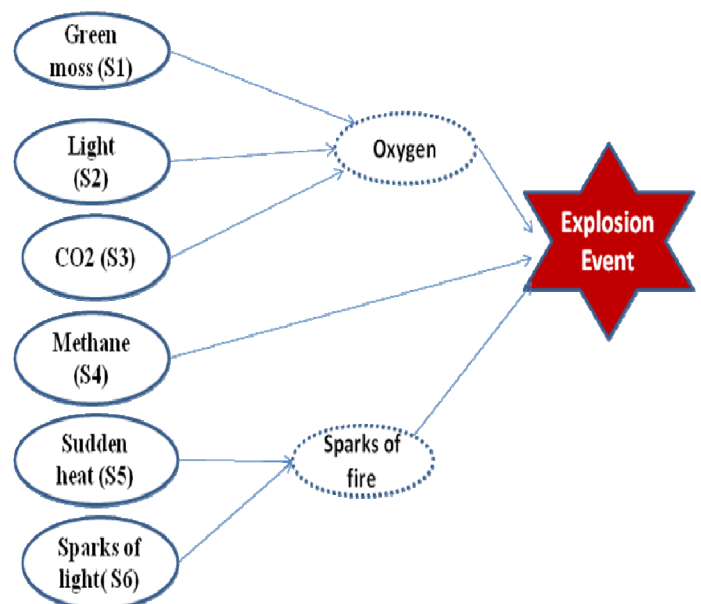 Green
moss (S1)
Light
(S2)
CO2 (S3)
Methane
(S4)
Sudden
heat (S5)
Sparks of
light( S6)
Oxygen
Sparks of
fire
Explosion
Event